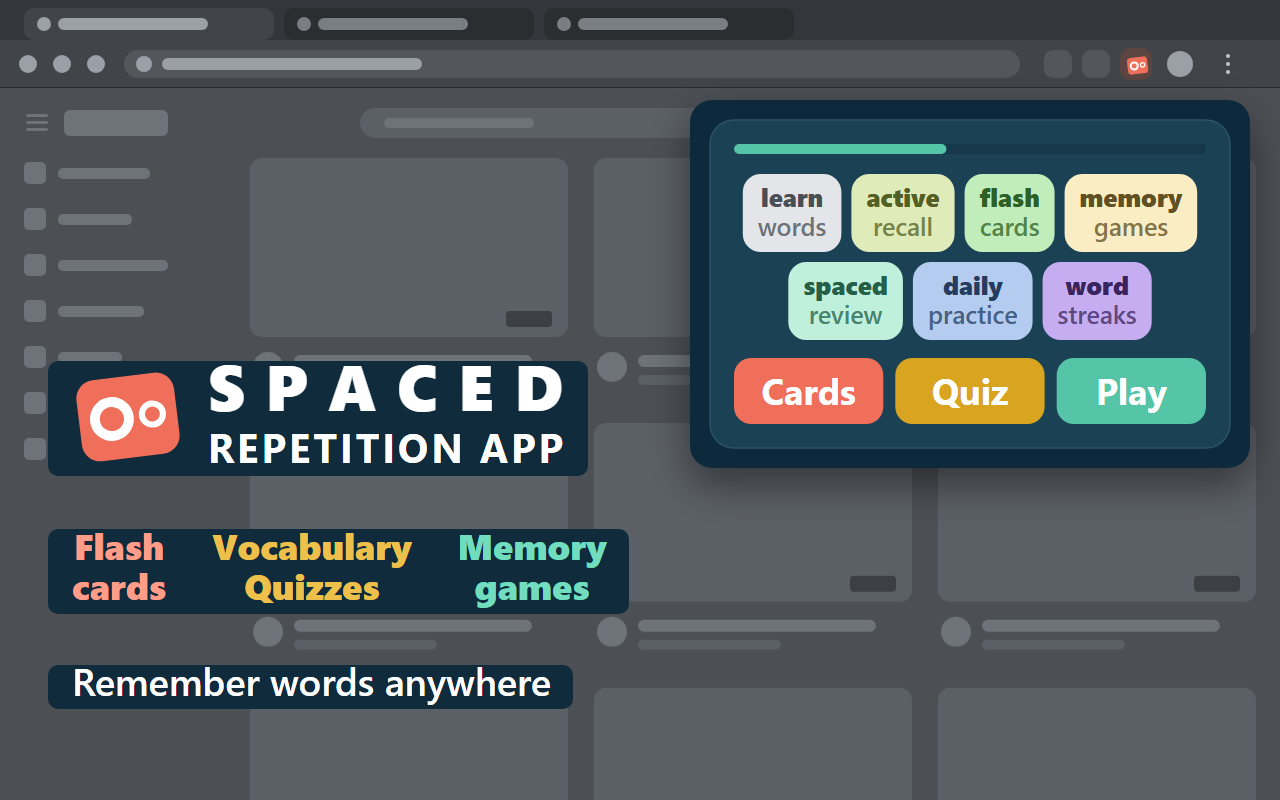 learn
words
active
recall
flash
cards
memory
games
spaced
review
daily
practice
word
streaks
Cards
Quiz
Play
SPACED
REPETITION APP
Flash
cards
Vocabulary
Quizzes
Memory
games
Remember words anywhere